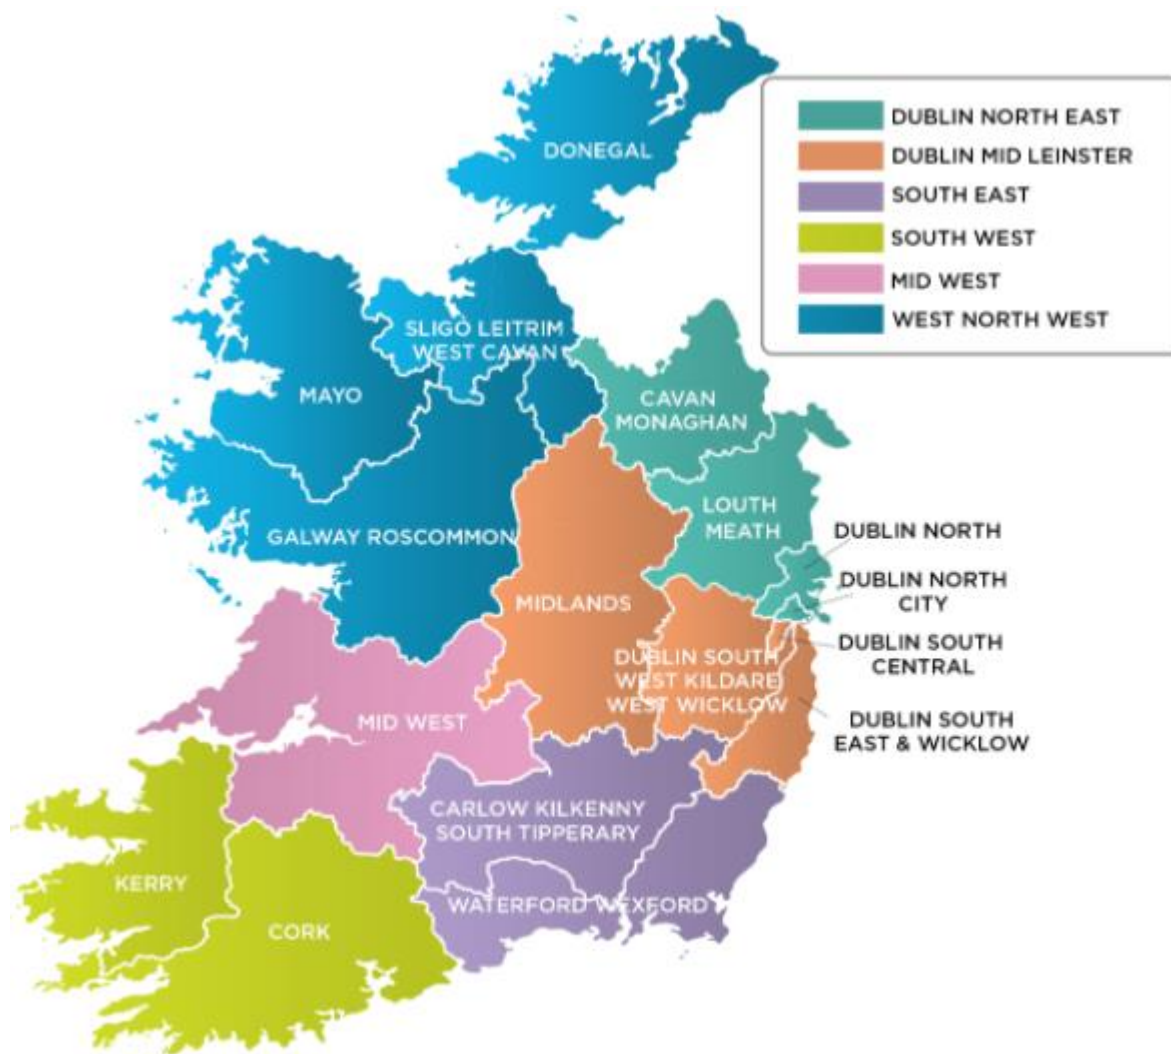 DONEGAL
DUBLIN NORTH EAST
DUBLIN MID LEINSTER
SOUTH EAST
SOUTH WEST
MID WEST
WEST NORTH WEST
SLIGO LEITRIM
WEST CAVAN
MAYO
CAVAN
MONAGHAN
GALWAY ROSCOMMON
LOUTH
MEATH
DUBLIN NORTH
DUBLIN NORTH
CITY
MIDLANDS
DUBLIN SOUTH
CENTRAL
DUBLIN SOUTH
WEST KILDARE
WEST WICKLOW
DUBLIN SOUTH
EAST & WICKLOW
MID WEST
CARLOW KILKENNY
SOUTH TIPPERARY
KERRY
WATERFORD WEXFORD
CORK